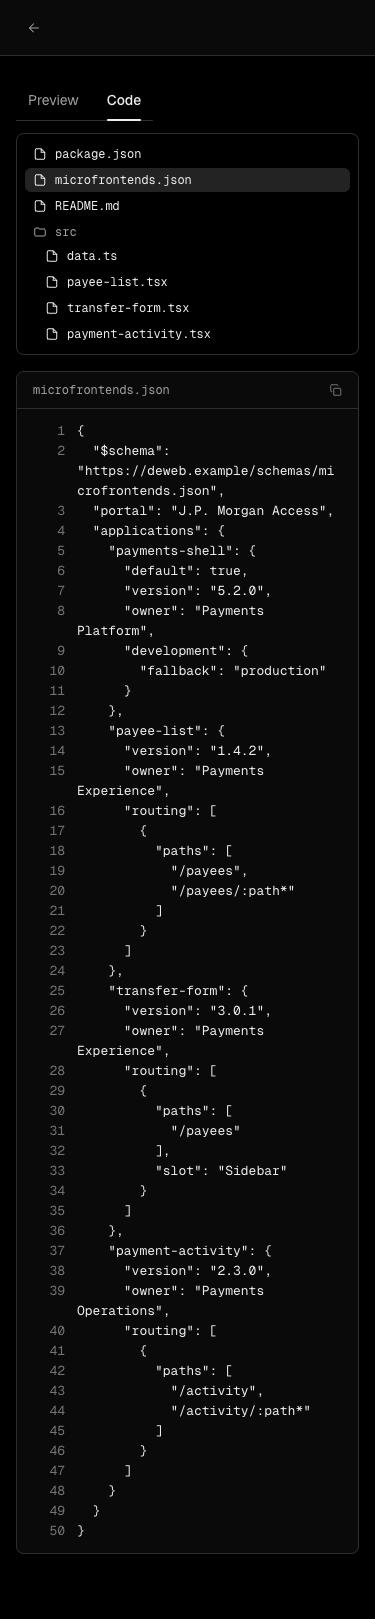 Preview Code
package.json
microfrontends.json
README.md
src
data.ts
payee-list.tsx
transfer-form.tsx
payment-activity.tsx
microfrontends.json
1 {
2   "$schema":
"https://deweb.example/schemas/mi
crofrontends.json",
3   "portal": "J.P. Morgan Access",
4   "applications": {
5     "payments-shell": {
6       "default": true,
7       "version": "5.2.0",
8       "owner": "Payments
Platform",
9       "development": {
10         "fallback": "production"
11       }
12     },
13     "payee-list": {
14       "version": "1.4.2",
15       "owner": "Payments
Experience",
16       "routing": [
17         {
18           "paths": [
19             "/payees",
20             "/payees/:path*"
21           ]
22         }
23       ]
24     },
25     "transfer-form": {
26       "version": "3.0.1",
27       "owner": "Payments
Experience",
28       "routing": [
29         {
30           "paths": [
31             "/payees"
32           ],
33           "slot": "Sidebar"
34         }
35       ]
36     },
37     "payment-activity": {
38       "version": "2.3.0",
39       "owner": "Payments
Operations",
40       "routing": [
41         {
42           "paths": [
43             "/activity",
44             "/activity/:path*"
45           ]
46         }
47       ]
48     }
49   }
50 }